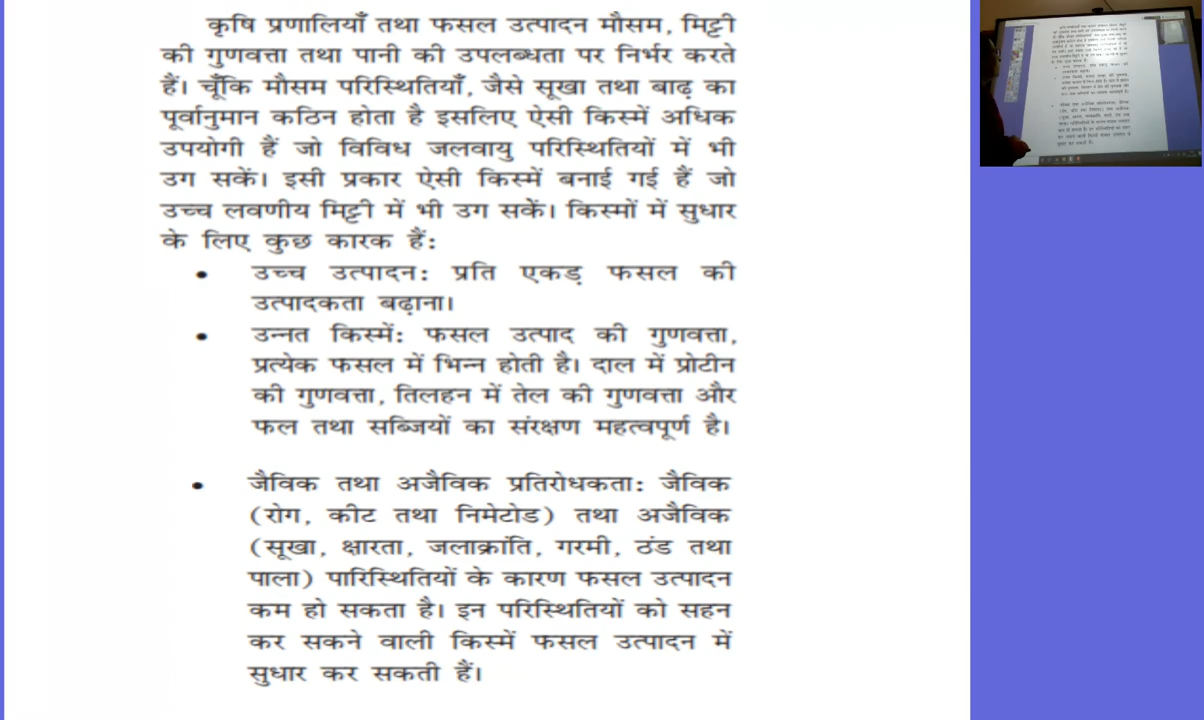 कृषि प्रणालियाँ तथा फसल उत्पादन मौसम, मिट्टी
की गुणवत्ता तथा पानी की उपलब्धता पर निर्भर करते
हैं। चूँकि मौसम परिस्थितियाँ, जैसे सूखा तथा बाढ़ का
पूर्वानुमान कठिन होता है इसलिए ऐसी किस्में अधिक
उपयोगी हैं जो विविध जलवायु परिस्थितियों में भी
उग सकें। इसी प्रकार ऐसी किस्में बनाई गई हैं जो
उच्च लवणीय मिट्टी में भी उग सकें। किस्मों में सुधार
के लिए कुछ कारक हैं:
• उच्च उत्पादन: प्रति एकड़ फसल की
उत्पादकता बढ़ाना।
• उन्नत किस्में: फसल उत्पाद की गुणवत्ता,
प्रत्येक फसल में भिन्न होती है। दाल में प्रोटीन
की गुणवत्ता, तिलहन में तेल की गुणवत्ता और
फल तथा सब्जियों का संरक्षण महत्वपूर्ण है।
• जैविक तथा अजैविक प्रतिरोधकता: जैविक
(रोग, कीट तथा निमेटोड) तथा अजैविक
(सूखा, क्षारता, जलाक्रांति, गरमी, ठंड तथा
पाला) पारिस्थितियों के कारण फसल उत्पादन
कम हो सकता है। इन परिस्थितियों को सहन
कर सकने वाली किस्में फसल उत्पादन में
सुधार कर सकती हैं।